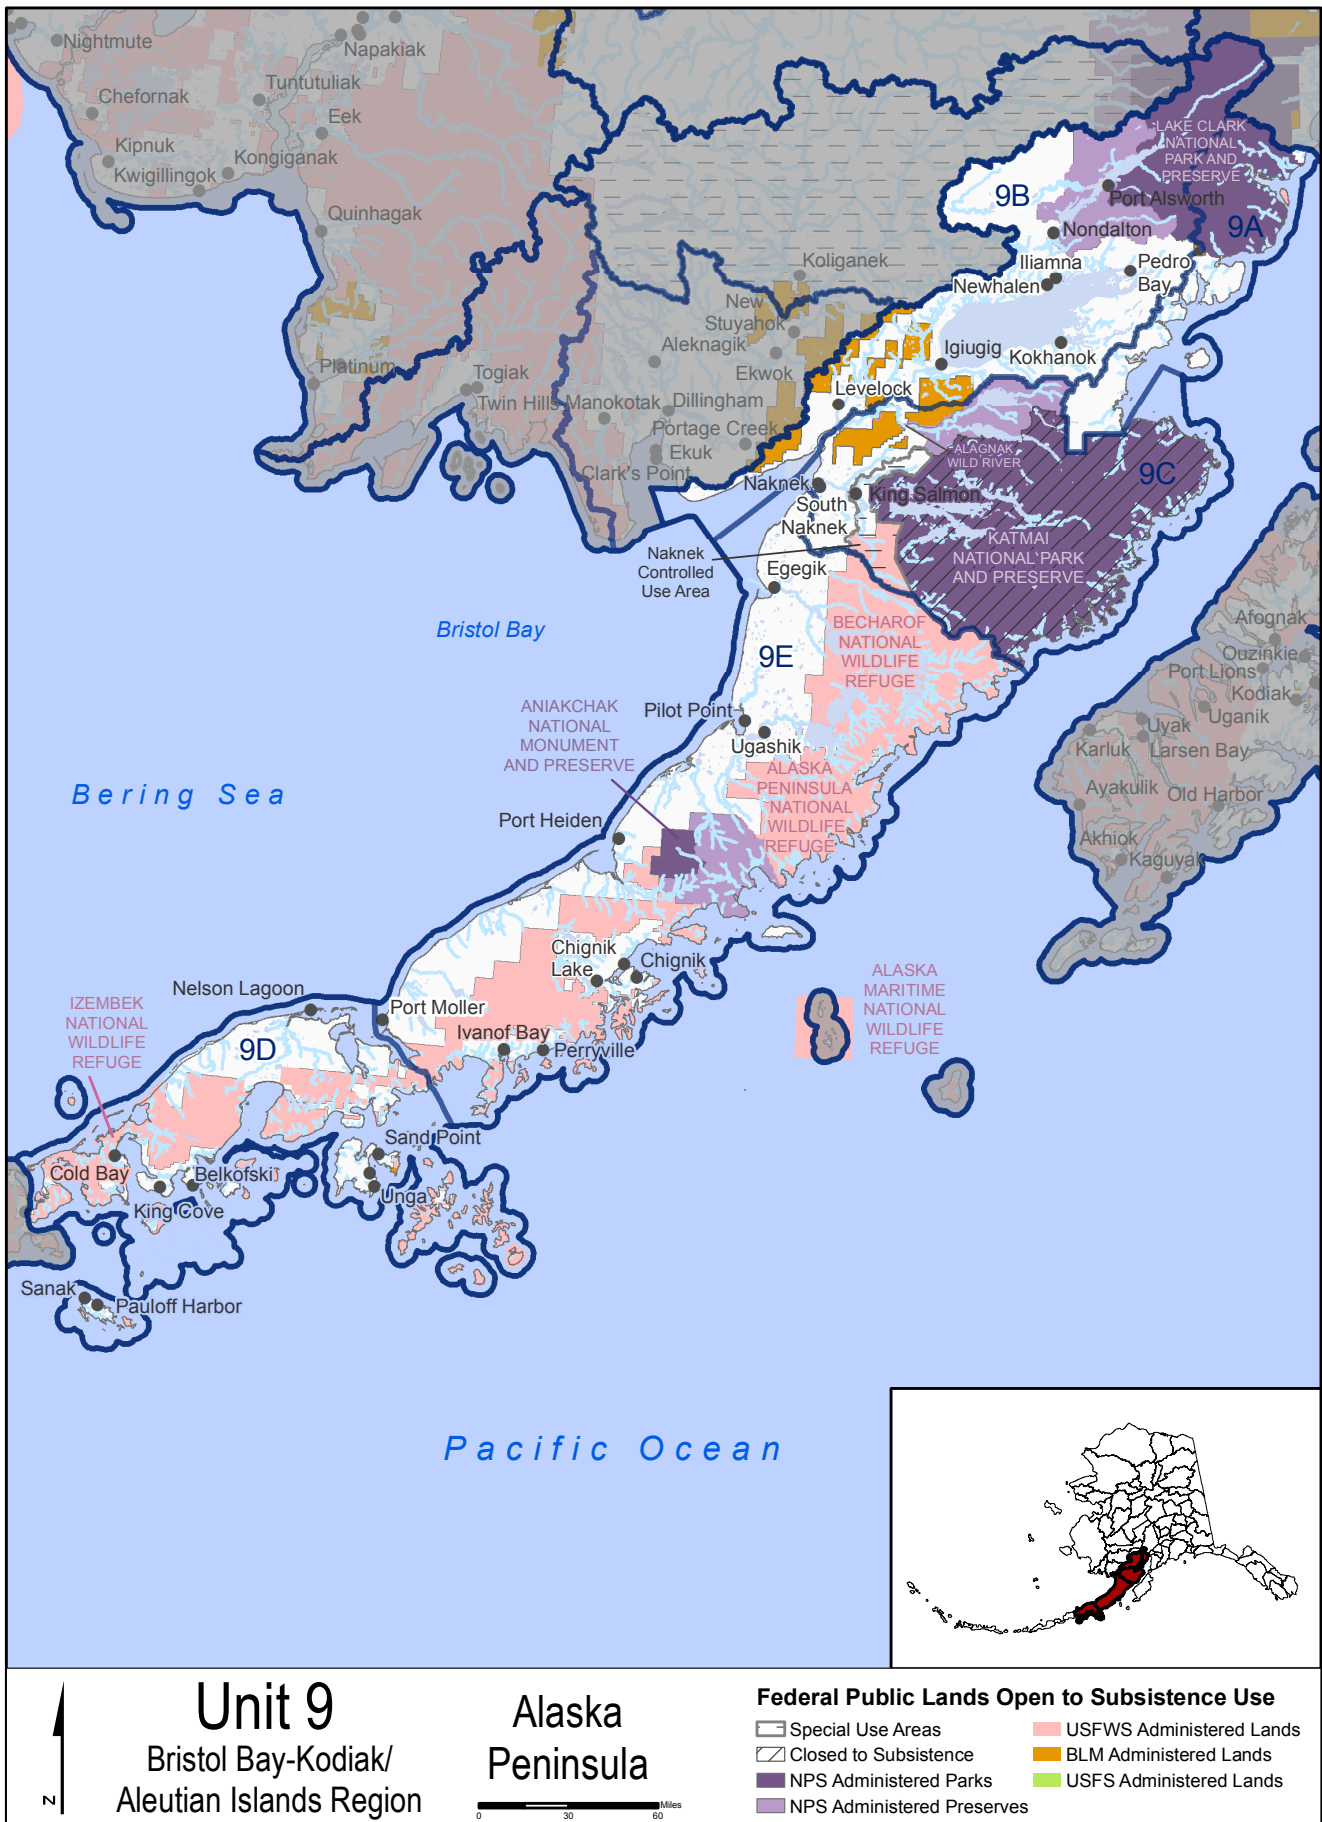 Nightmute
Napakiak
Tuntutuliak
Chefornak
Eek
Kipnuk
Kongiganak
Kwigillingok
Quinhagak
Platinum
Togiak
Twin Hills
Manokotak
Dillingham
Aleknagik
Koliganek
New
Stuyahok
Ekwok
Portage Creek
Ekuk
Clark's Point
LAKE CLARK
NATIONAL
PARK AND
PRESERVE
9B
Port Alsworth
9A
Nondalton
Iliamna
Newhalen
Pedro
Bay
Igiugig
Kokhanok
Levelock
ALAGNAK
WILD RIVER
9C
Naknek
King Salmon
South
Naknek
KATMAI
NATIONAL PARK
AND PRESERVE
Naknek
Controlled
Use Area
Egegik
Bristol Bay
BECHAROF
NATIONAL
WILDLIFE
REFUGE
9E
Afognak
Ouzinkie
Port Lions
Kodiak
Uganik
Uyak
Karluk
Larsen Bay
Ayakulik
Old Harbor
Akhiok
Kaguyak
Pilot Point
Ugashik
ANIAKCHAK
NATIONAL
MONUMENT
AND PRESERVE
ALASKA
PENINSULA
NATIONAL
WILDLIFE
REFUGE
Bering Sea
Port Heiden
Chignik
Lake
Chignik
ALASKA
MARITIME
NATIONAL
WILDLIFE
REFUGE
Nelson Lagoon
Port Moller
IZEMBEK
NATIONAL
WILDLIFE
REFUGE
9D
Ivanof Bay
Perryville
Sand Point
Cold Bay
Belkofski
Unga
King Cove
Sanak
Pauloff Harbor
Pacific Ocean
N
Unit 9
Bristol Bay-Kodiak/
Aleutian Islands Region
Alaska
Peninsula
Miles
0 30 60
Federal Public Lands Open to Subsistence Use
Special Use Areas
Closed to Subsistence
NPS Administered Parks
NPS Administered Preserves
USFWS Administered Lands
BLM Administered Lands
USFS Administered Lands